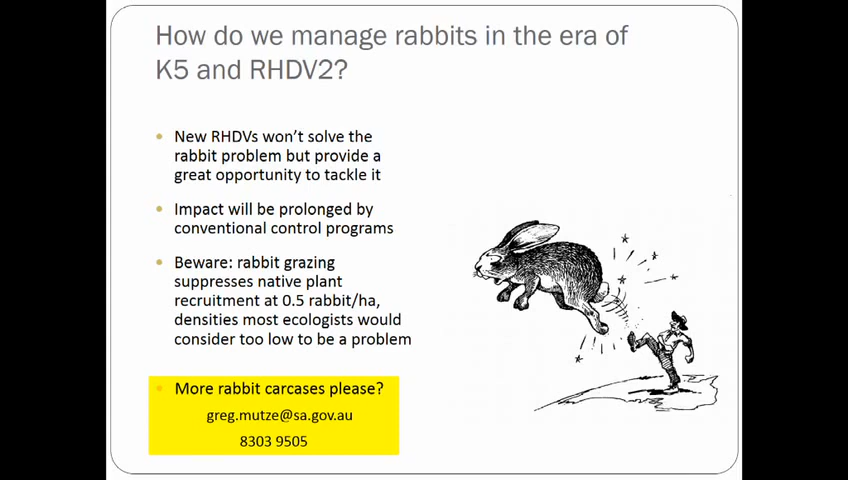 How do we manage rabbits in the era of
K5 and RHDV2?
New RHDVs won't solve the
rabbit problem but provide a
great opportunity to tackle it
Impact will be prolonged by
conventional control programs
Beware: rabbit grazing
suppresses native plant
recruitment at 0.5 rabbit/ha,
densities most ecologists would
consider too low to be a problem
More rabbit carcases please?
greg.mutze@sa.gov.au
8303 9505